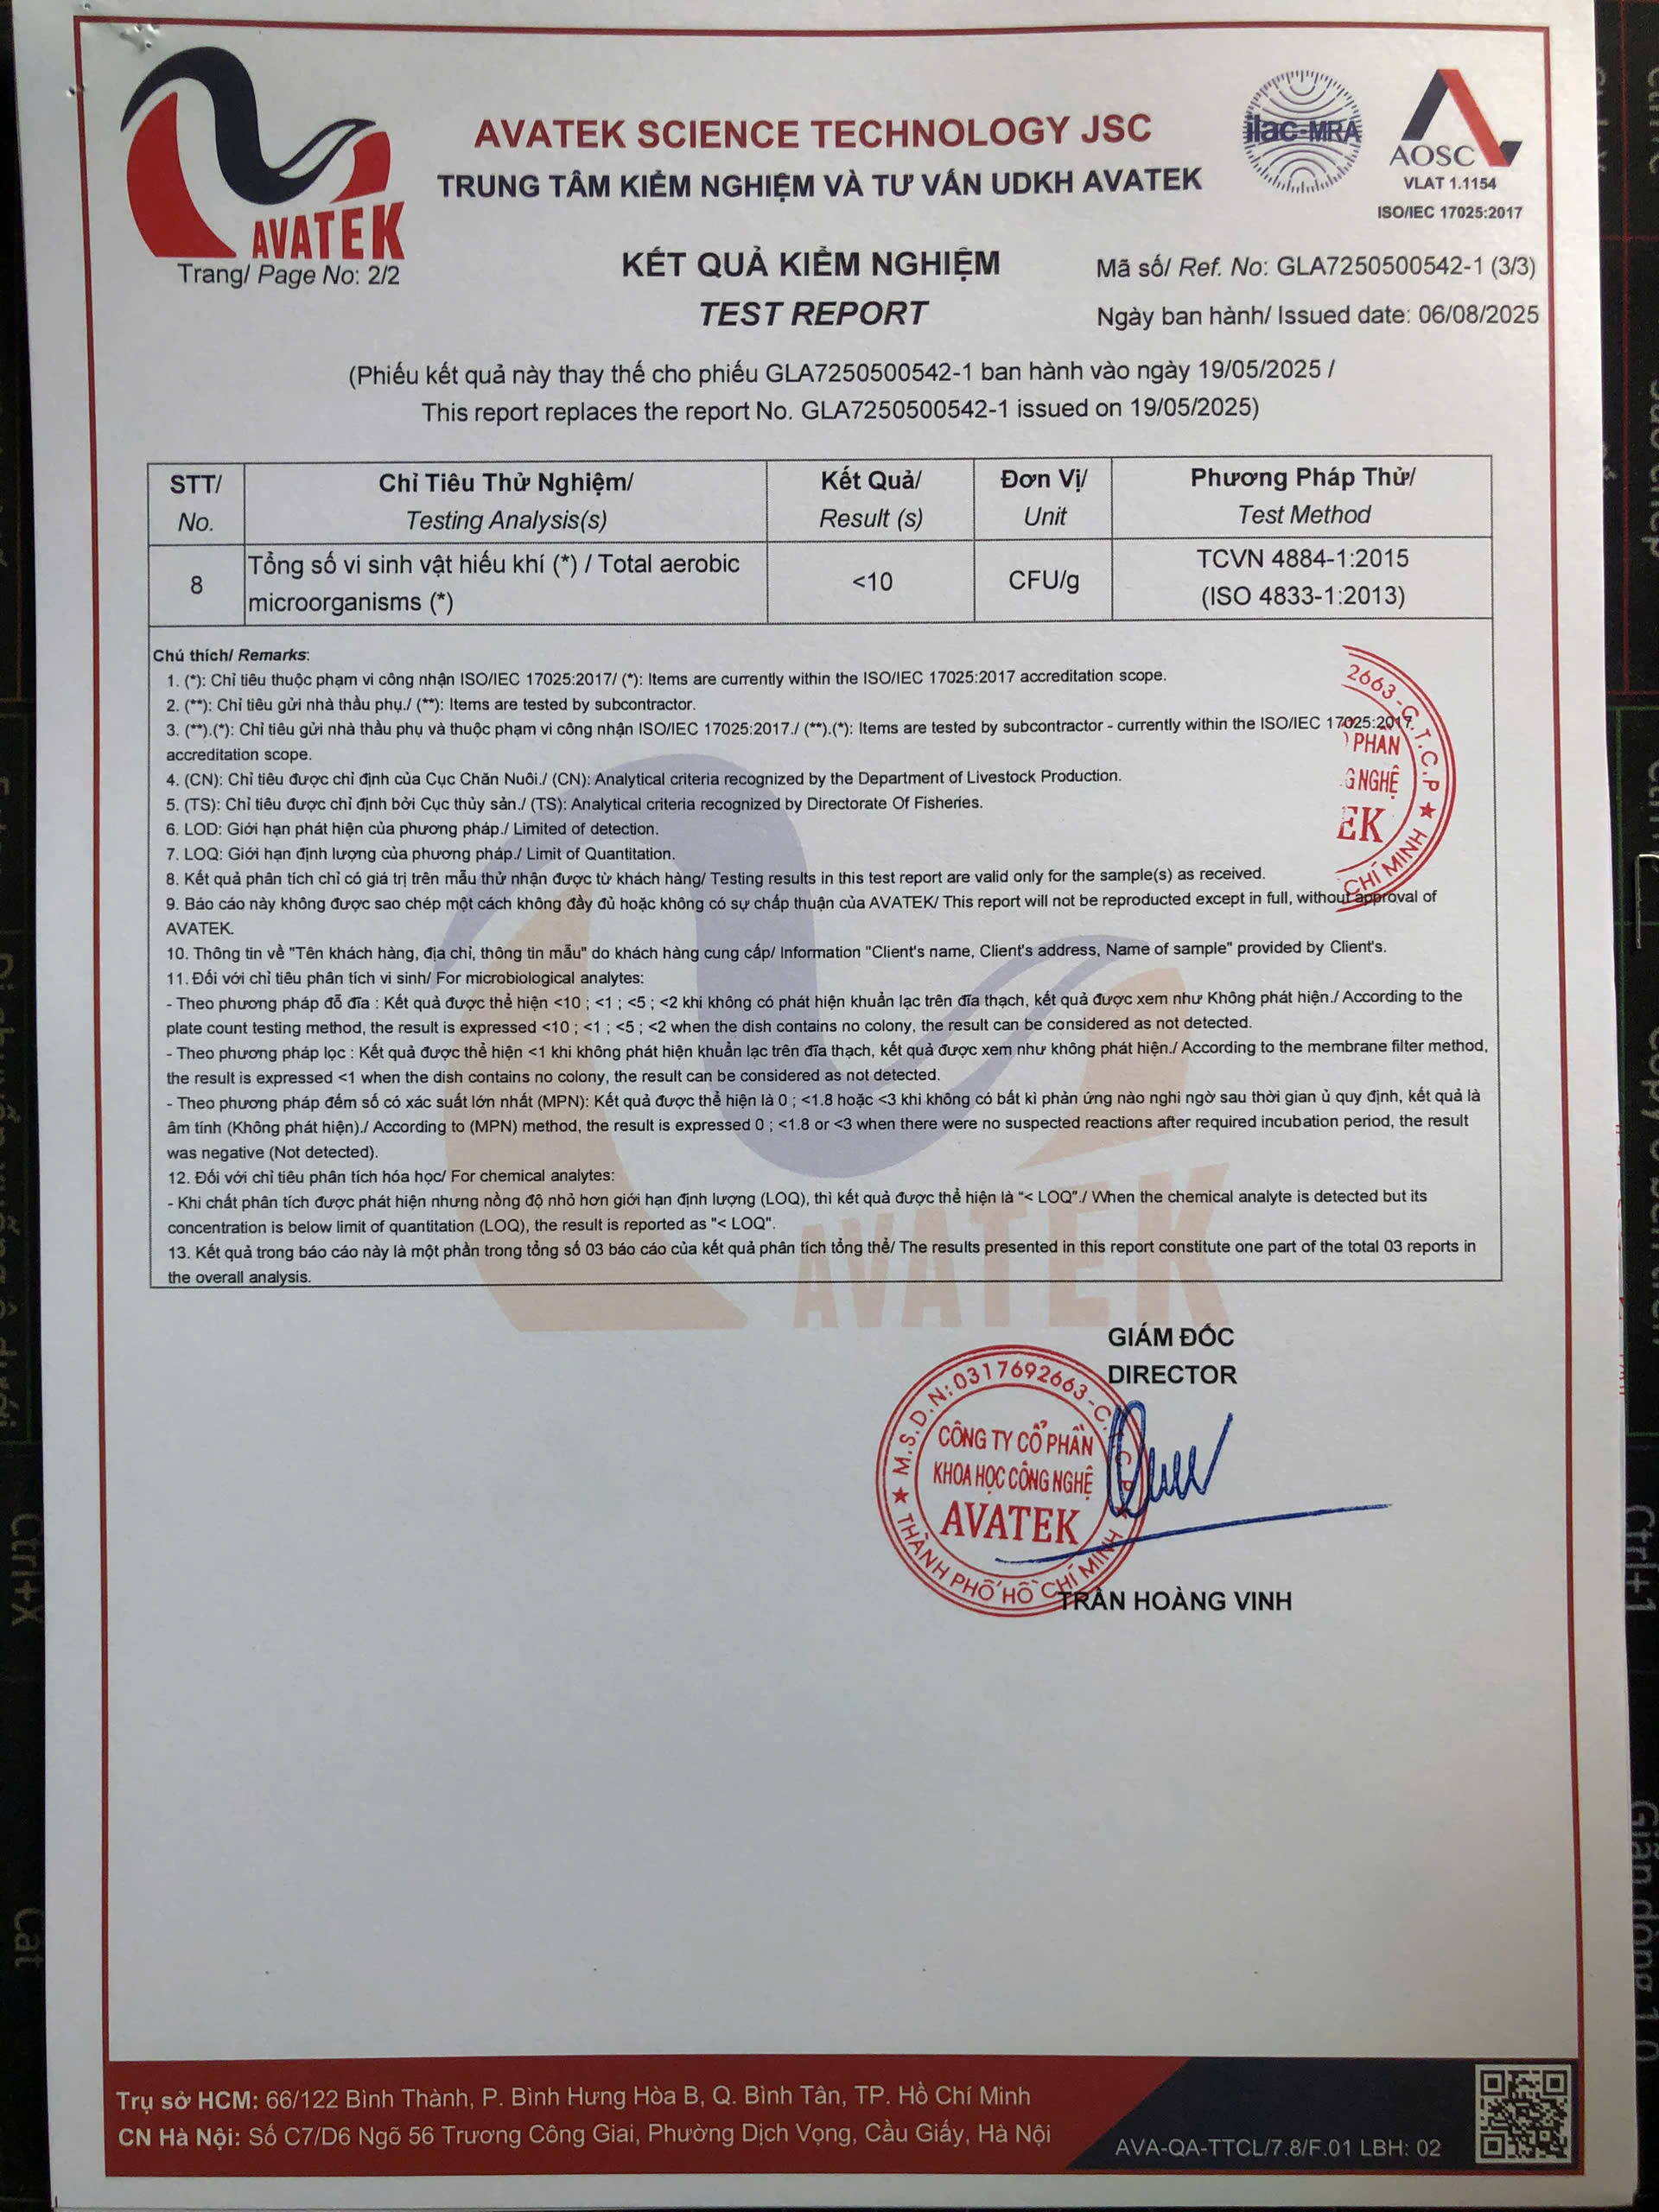 AVATEK
Trang/ Page No: 2/2
AVATEK SCIENCE TECHNOLOGY JSC
TRUNG TÂM KIỂM NGHIỆM VÀ TƯ VẤN UDKH AVATEK
ilac-MRA
AOSC
VLAT 1.1154
ISO/IEC 17025:2017
KẾT QUẢ KIỂM NGHIỆM
TEST REPORT
Mã số/ Ref. No: GLA7250500542-1 (3/3)
Ngày ban hành/ Issued date: 06/08/2025
(Phiếu kết quả này thay thế cho phiếu GLA7250500542-1 ban hành vào ngày 19/05/2025 /
This report replaces the report No. GLA7250500542-1 issued on 19/05/2025)
STT/ Chỉ Tiêu Thử Nghiệm/ Kết Quả/ Đơn Vị/ Phương Pháp Thử/
No. Testing Analysis(s) Result (s) Unit Test Method
8 Tổng số vi sinh vật hiếu khí (*) / Total aerobic <10 CFU/g TCVN 4884-1:2015
microorganisms (*) (ISO 4833-1:2013)
Chú thích/ Remarks:
1. (*): Chỉ tiêu thuộc phạm vi công nhận ISO/IEC 17025:2017/ (*): Items are currently within the ISO/IEC 17025:2017 accreditation scope.
2. (**): Chỉ tiêu gửi nhà thầu phụ./ (**): Items are tested by subcontractor.
3. (**).(*): Chỉ tiêu gửi nhà thầu phụ và thuộc phạm vi công nhận ISO/IEC 17025:2017./ (**).(*): Items are tested by subcontractor - currently within the ISO/IEC 17025:2017
accreditation scope.
4. (CN): Chỉ tiêu được chỉ định của Cục Chăn Nuôi./ (CN): Analytical criteria recognized by the Department of Livestock Production.
5. (TS): Chỉ tiêu được chỉ định bởi Cục thủy sản./ (TS): Analytical criteria recognized by Directorate Of Fisheries.
6. LOD: Giới hạn phát hiện của phương pháp./ Limited of detection.
7. LOQ: Giới hạn định lượng của phương pháp./ Limit of Quantitation.
8. Kết quả phân tích chỉ có giá trị trên mẫu thử nhận được từ khách hàng/ Testing results in this test report are valid only for the sample(s) as received.
9. Báo cáo này không được sao chép một cách không đầy đủ hoặc không có sự chấp thuận của AVATEK/ This report will not be reproduced except in full, without approval of
AVATEK.
10. Thông tin về "Tên khách hàng, địa chỉ, thông tin mẫu" do khách hàng cung cấp/ Information "Client's name, Client's address, Name of sample" provided by Client's.
11. Đối với chỉ tiêu phân tích vi sinh/ For microbiological analytes:
- Theo phương pháp đỗ đĩa : Kết quả được thể hiện <10 ; <1 ; <5 ; <2 khi không có phát hiện khuẩn lạc trên đĩa thạch, kết quả được xem như Không phát hiện./ According to the
plate count testing method, the result is expressed <10 ; <1 ; <5 ; <2 when the dish contains no colony, the result can be considered as not detected.
- Theo phương pháp lọc : Kết quả được thể hiện <1 khi không phát hiện khuẩn lạc trên đĩa thạch, kết quả được xem như không phát hiện./ According to the membrane filter method,
the result is expressed <1 when the dish contains no colony, the result can be considered as not detected.
- Theo phương pháp đếm số có xác suất lớn nhất (MPN): Kết quả được thể hiện là 0 ; <1.8 hoặc <3 khi không có bất kì phản ứng nào nghi ngờ sau thời gian ủ quy định, kết quả là
âm tính (Không phát hiện)./ According to (MPN) method, the result is expressed 0 ; <1.8 or <3 when there were no suspected reactions after required incubation period, the result
was negative (Not detected).
12. Đối với chỉ tiêu phân tích hóa học/ For chemical analytes:
- Khi chất phân tích được phát hiện nhưng nồng độ nhỏ hơn giới hạn định lượng (LOQ), thì kết quả được thể hiện là "< LOQ"./ When the chemical analyte is detected but its
concentration is below limit of quantitation (LOQ), the result is reported as "< LOQ".
13. Kết quả trong báo cáo này là một phần trong tổng số 03 báo cáo của kết quả phân tích tổng thể/ The results presented in this report constitute one part of the total 03 reports in
the overall analysis.
2663-C.T.C.P
PHẦN
G NGHỆ
EK
CHÍ MINH
AVATEK
GIÁM ĐỐC
DIRECTOR
M.S.D.N: 0317692663-C.T.C.P
CÔNG TY CỔ PHẦN
KHOA HỌC CÔNG NGHỆ
AVATEK
THÀNH PHỐ HỒ CHÍ MINH
TRẦN HOÀNG VINH
Trụ sở HCM: 66/122 Bình Thành, P. Bình Hưng Hòa B, Q. Bình Tân, TP. Hồ Chí Minh
CN Hà Nội: Số C7/D6 Ngõ 56 Trương Công Giai, Phường Dịch Vọng, Cầu Giấy, Hà Nội
AVA-QA-TTCL/7.8/F.01 LBH: 02
Ctrl+X
Cắt
Ctrl+1
Giãn dòng 1.0